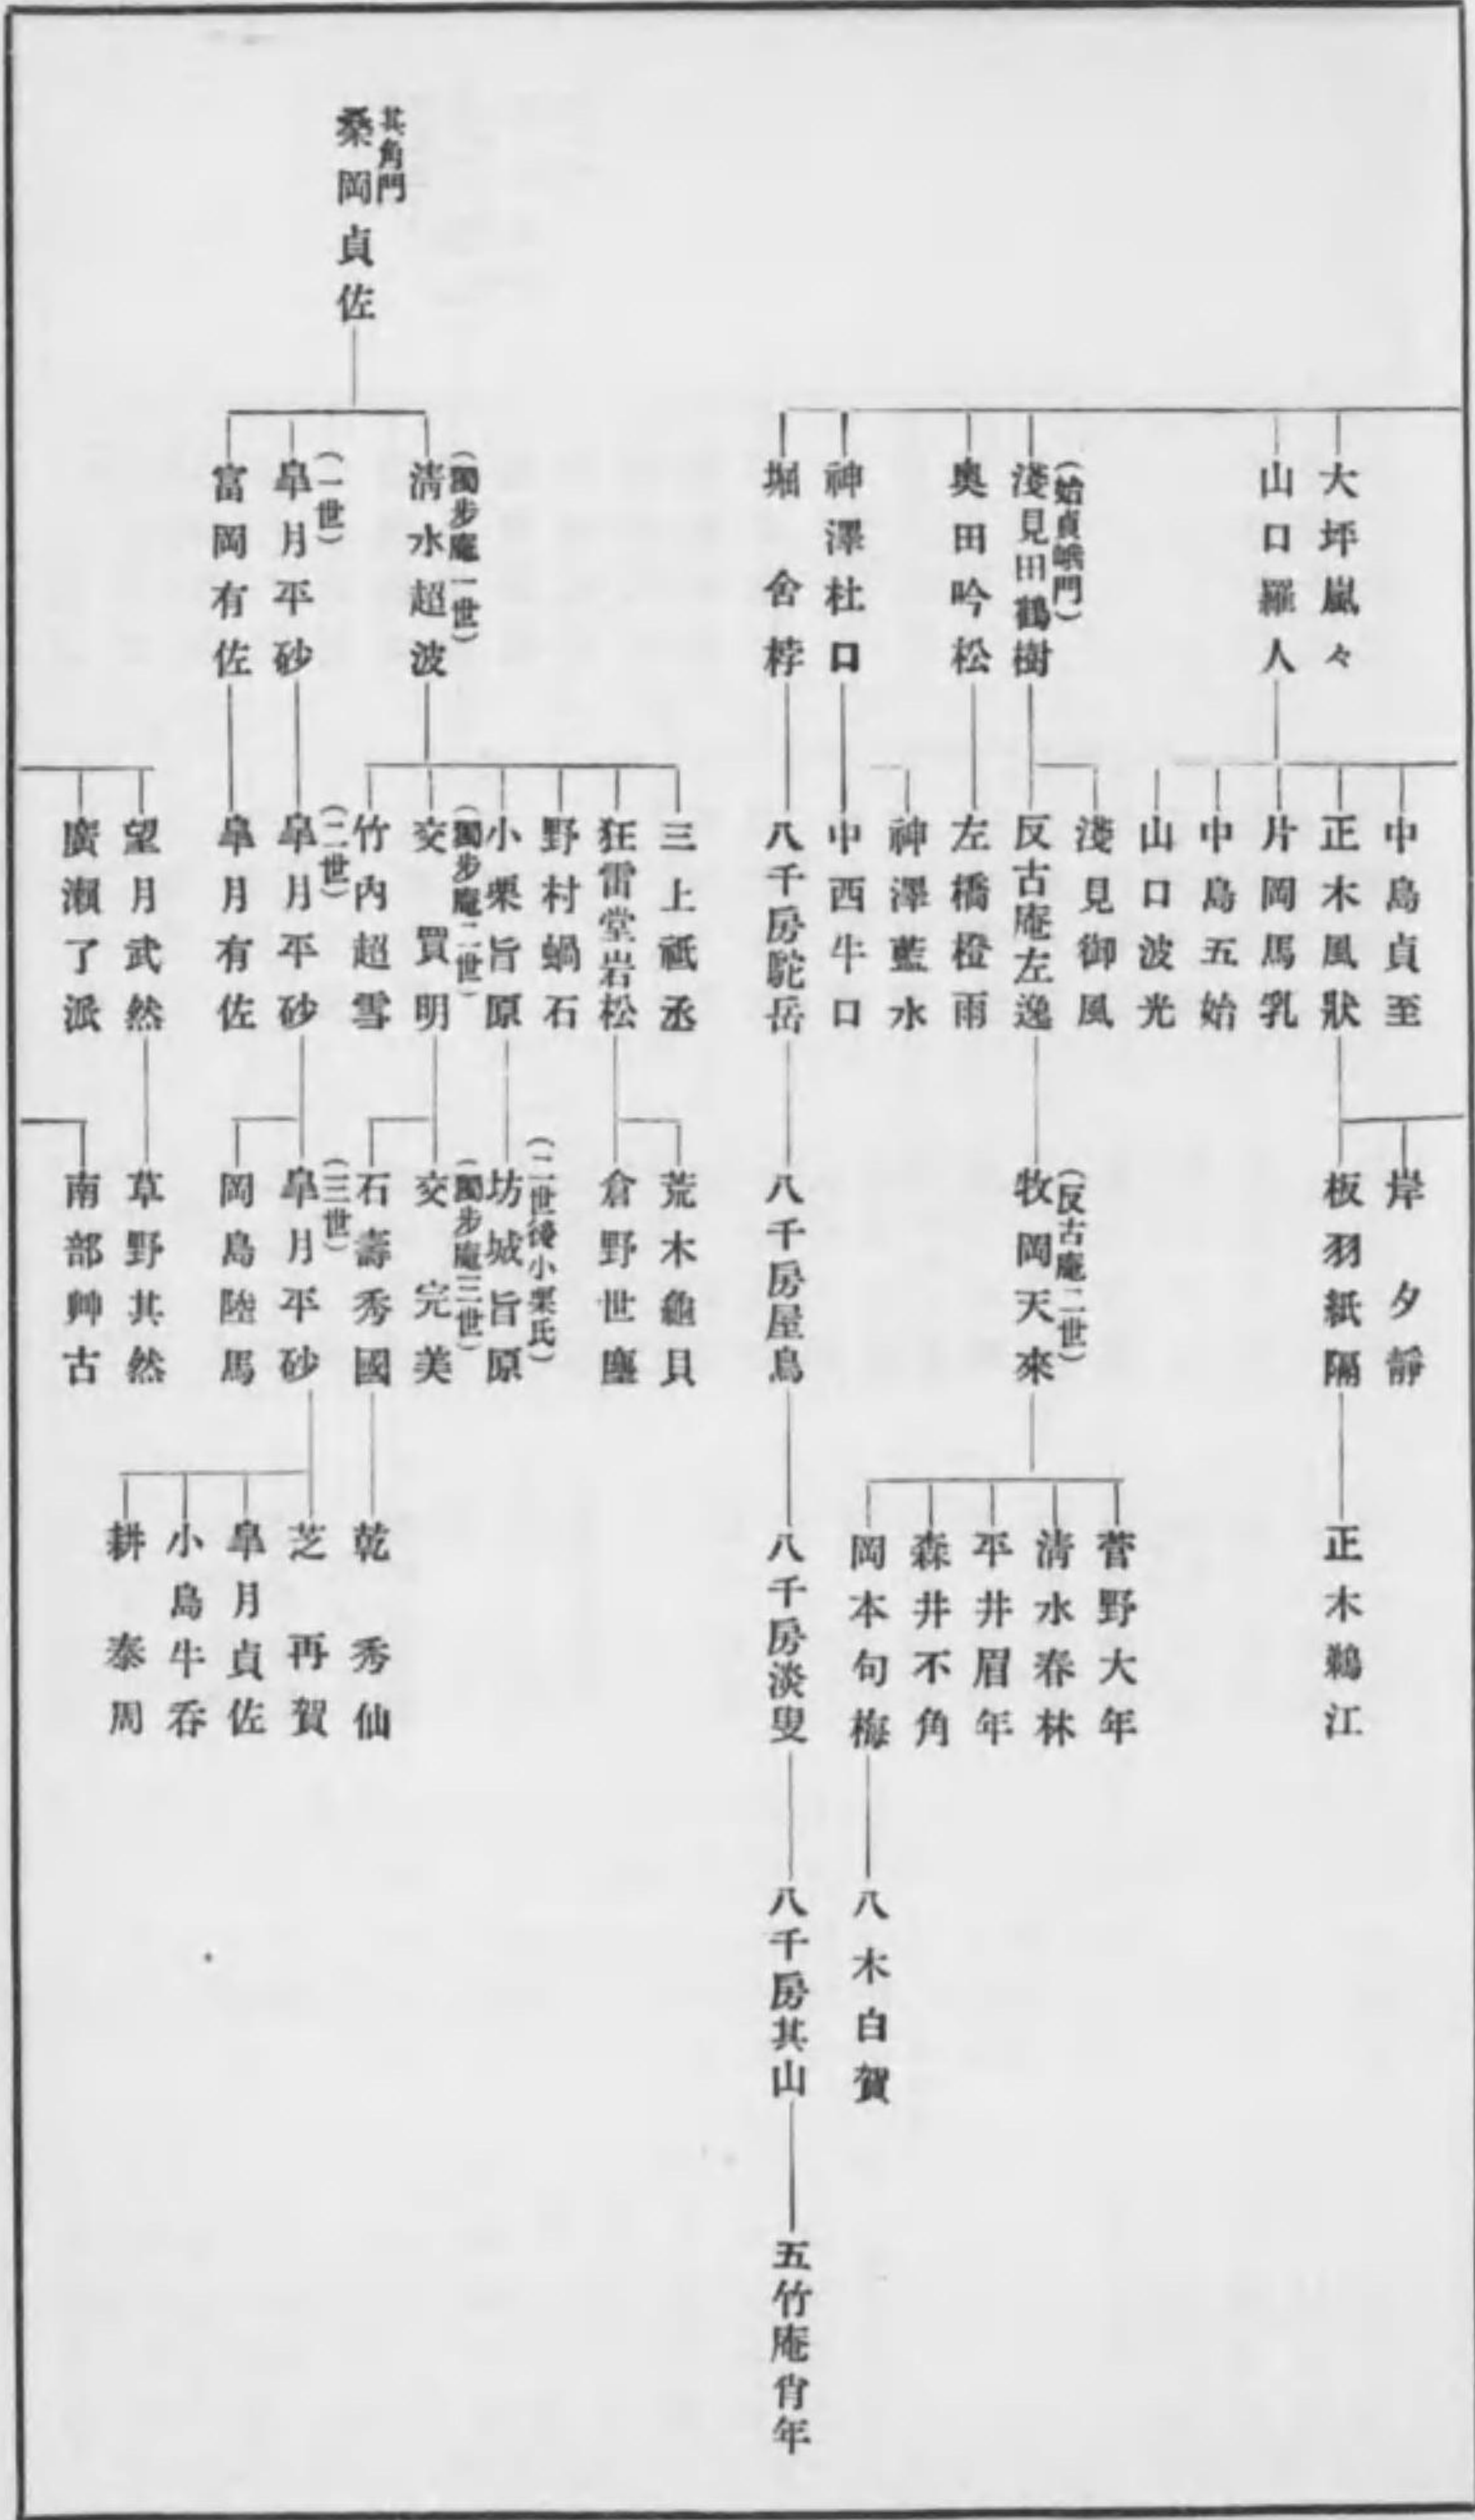 大坪嵐々
山口羅人
(始貞峨門)
淺見田鶴樹
奥田吟松
神澤杜口
堀舍桲
中島貞至
正木風狀
片岡馬乳
中島五始
山口波光
淺見御風
反古庵左逸
左橋橙雨
神澤藍水
中西牛口
八千房駝岳
岸夕靜
板羽紙隔
(反古庵二世)
牧岡天來
八千房屋烏
正木鵜江
菅野大年
清水春林
平井眉年
森井不角
岡本句梅
八千房淡叟
八木白賀
八千房其山
五竹庵宵年
其角門
桑岡貞佐
(獨步庵一世)
清水超波
(一世)
皐月平砂
富岡有佐
三上祗丞
狂雷堂岩松
野村蝸石
小栗旨原
(獨步庵二世)
交買明
竹內超雪
(二世)
皐月平砂
皐月有佐
望月武然
廣瀨了派
荒木龜貝
倉野世塵
(二世後小栗氏)
坊城旨原
(獨步庵三世)
交完美
石壽秀國
(三世)
皐月平砂
岡島陸馬
草野其然
南部艸古
乾秀仙
芝再賀
皐月貞佐
小島牛呑
耕泰周